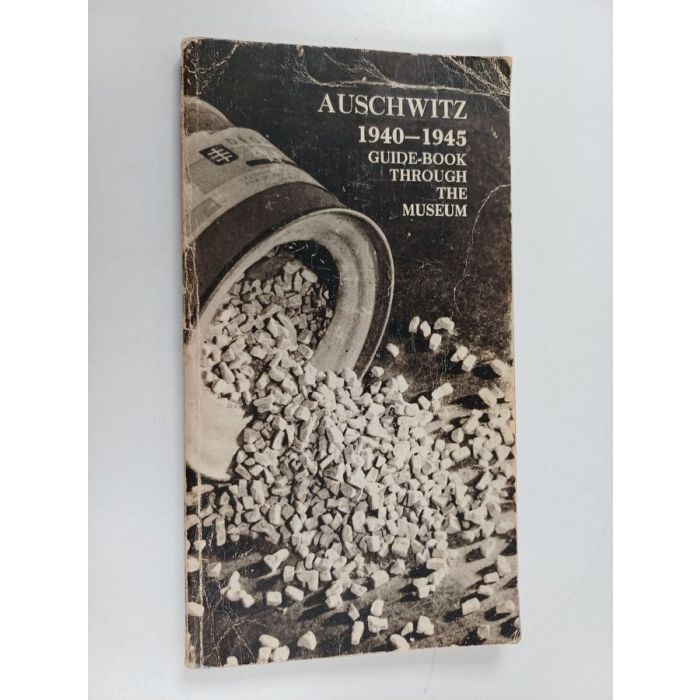 AUSCHWITZ
1940—1945
GUIDE-BOOK
THROUGH
THE
MUSEUM